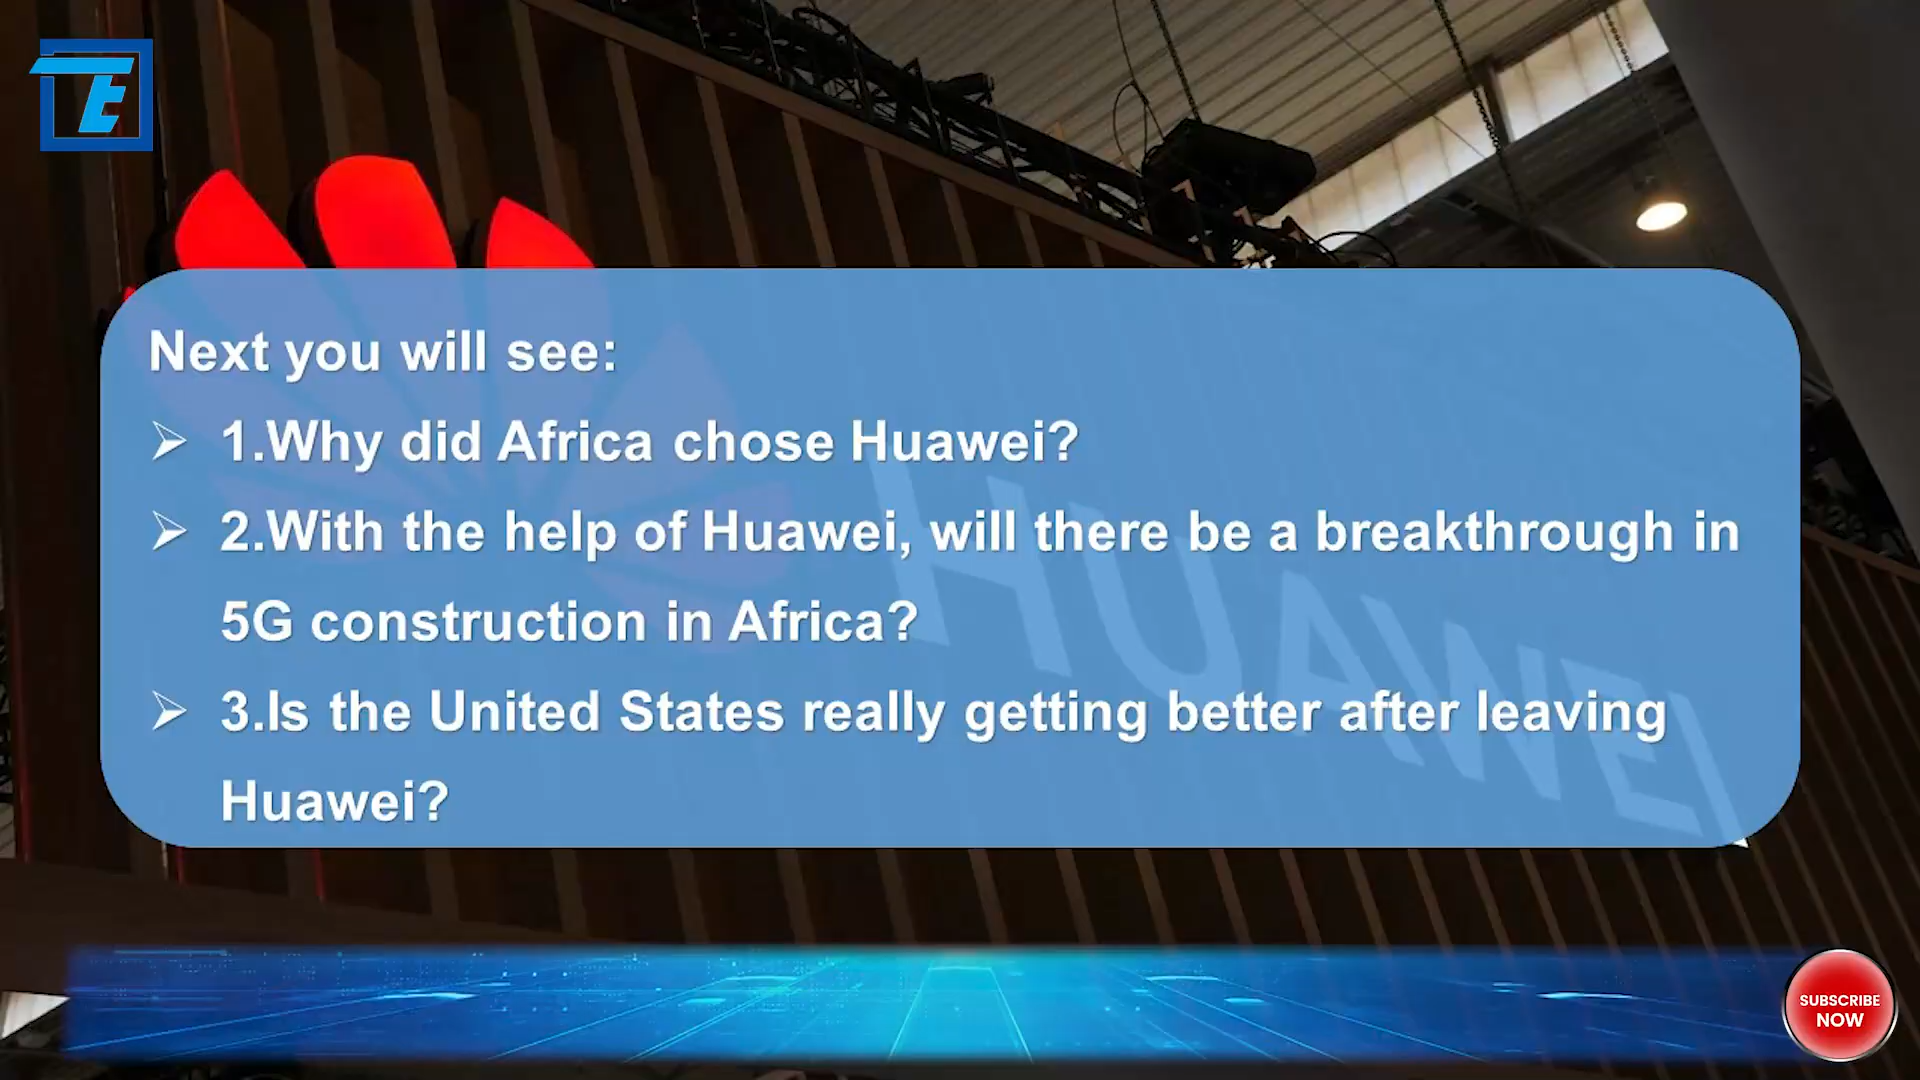 TE
Next you will see:
➢ 1.Why did Africa chose Huawei?
➢ 2.With the help of Huawei, will there be a breakthrough in
5G construction in Africa?
➢ 3.Is the United States really getting better after leaving
Huawei?
HUAWEI
SUBSCRIBE
NOW